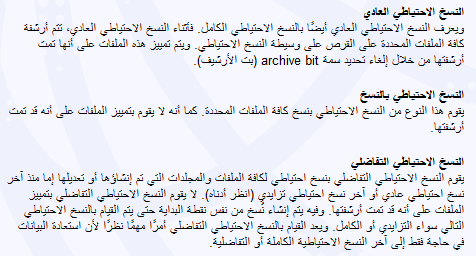 النسخ الاحتياطي العادي
ويعرف النسخ الاحتياطي العادي أيضًا بالنسخ الاحتياطي الكامل. فأثناء النسخ الاحتياطي العادي، تتم أرشفة
كافة الملفات المحددة على القرص على وسيطة النسخ الاحتياطي. ويتم تمييز هذه الملفات على أنها تمت
أرشفتها من خلال إلغاء تحديد سمة archive bit (بت الأرشيف).
النسخ الاحتياطي بالنسخ
يقوم هذا النوع من النسخ الاحتياطي بنسخ كافة الملفات المحددة. كما أنه لا يقوم بتمييز الملفات على أنه قد تمت
أرشفتها.
النسخ الاحتياطي التفاضلي
يقوم النسخ الاحتياطي التفاضلي بنسخ احتياطي لكافة الملفات والمجلدات التي تم إنشاؤها أو تعديلها إما منذ آخر
نسخ احتياطي عادي أو آخر نسخ احتياطي تزايدي (انظر أدناه). لا يقوم النسخ الاحتياطي التفاضلي بتمييز
الملفات على أنه قد تمت أرشفتها. وفيه يتم إنشاء نُسخ من نفس نقطة البداية حتى يتم القيام بالنسخ الاحتياطي
التالي سواء التزايدي أو الكامل. ويعد القيام بالنسخ الاحتياطي التفاضلي أمرًا مهمًا نظرًا لأن استعادة البيانات
في حاجة فقط إلى آخر النسخ الاحتياطية الكاملة أو التفاضلية.